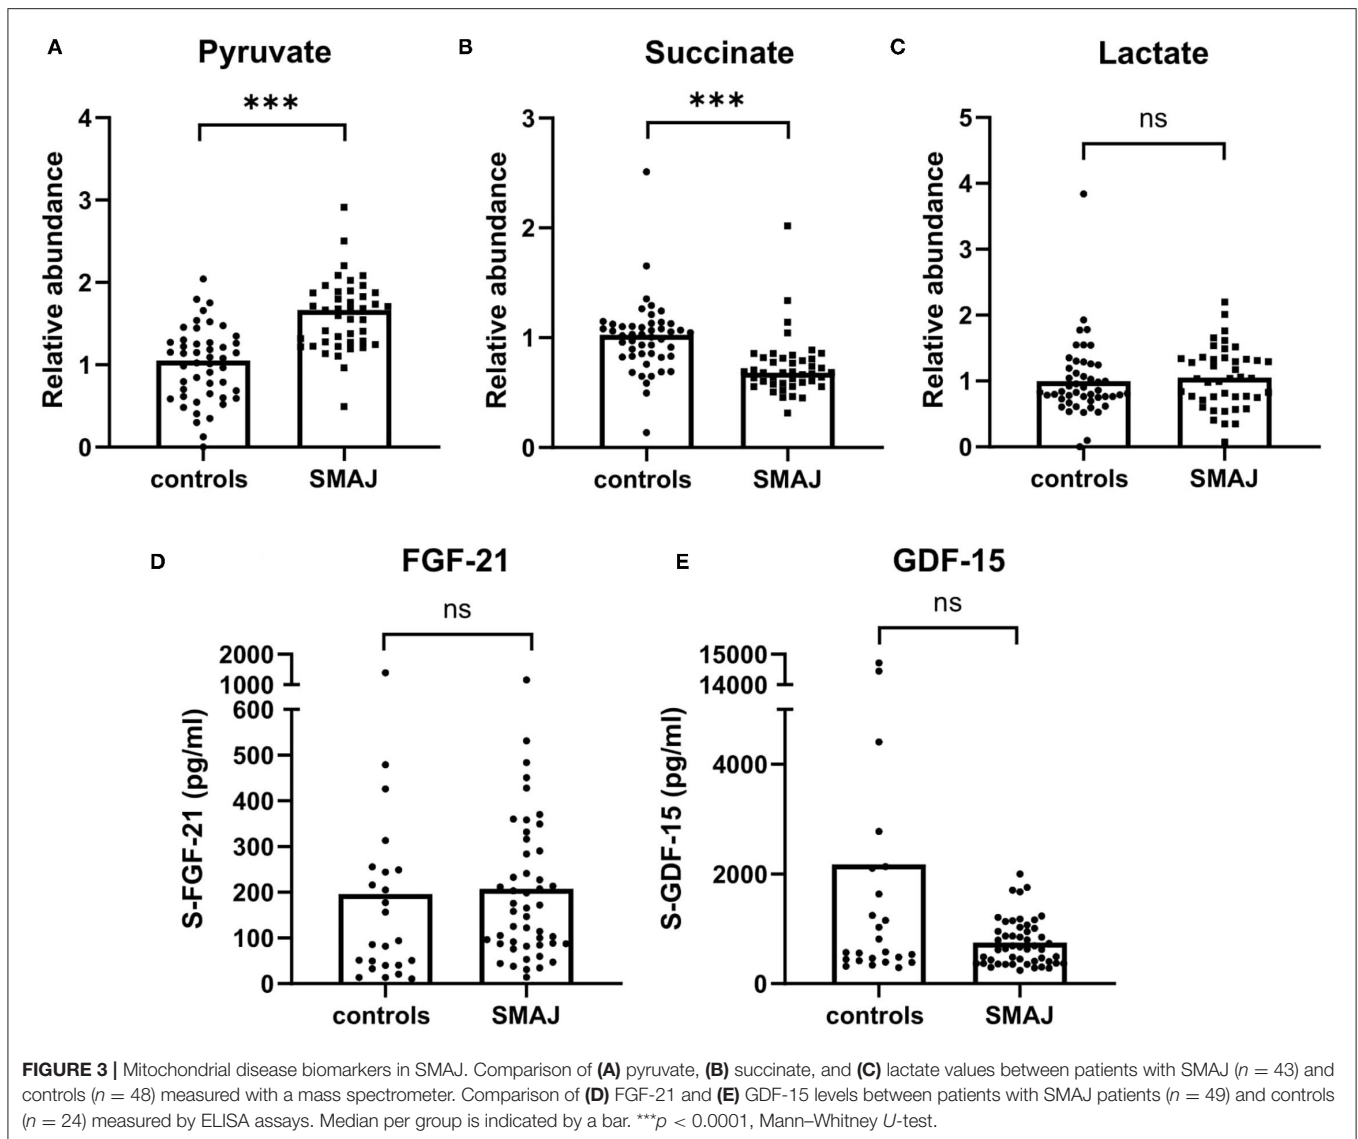 A
Pyruvate
***
4
3
2
1
0
Relative abundance
controls
SMAJ
B
Succinate
***
3
2
1
0
Relative abundance
controls
SMAJ
C
Lactate
ns
5
4
3
2
1
0
Relative abundance
controls
SMAJ
D
FGF-21
ns
2000
1000
600
500
400
300
200
100
0
S-FGF-21 (pg/ml)
controls
SMAJ
E
GDF-15
ns
15000
14000
4000
2000
0
S-GDF-15 (pg/ml)
controls
SMAJ
FIGURE 3 | Mitochondrial disease biomarkers in SMAJ. Comparison of (A) pyruvate, (B) succinate, and (C) lactate values between patients with SMAJ (n = 43) and
controls (n = 48) measured with a mass spectrometer. Comparison of (D) FGF-21 and (E) GDF-15 levels between patients with SMAJ patients (n = 49) and controls
(n = 24) measured by ELISA assays. Median per group is indicated by a bar. ***p < 0.0001, Mann–Whitney U-test.